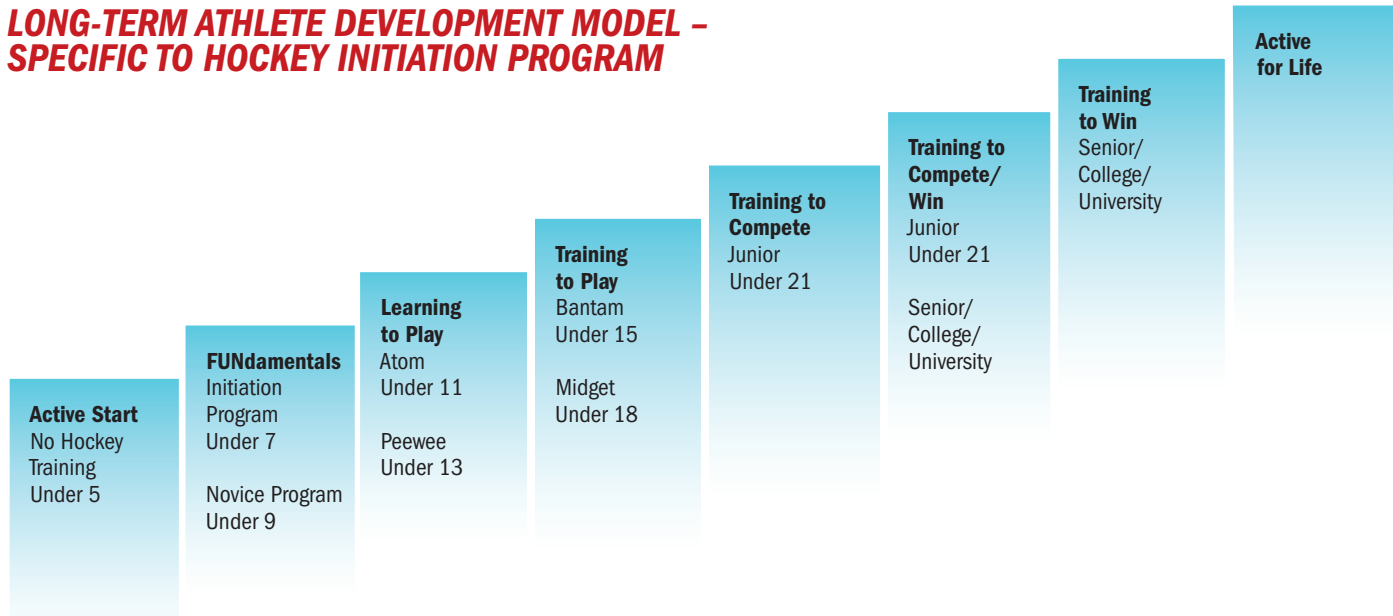 LONG-TERM ATHLETE DEVELOPMENT MODEL –
SPECIFIC TO HOCKEY INITIATION PROGRAM
Active Start
No Hockey
Training
Under 5
FUNdamentals
Initiation
Program
Under 7
Novice Program
Under 9
Learning
to Play
Atom
Under 11
Peewee
Under 13
Training
to Play
Bantam
Under 15
Midget
Under 18
Training to
Compete
Junior
Under 21
Training to
Compete/
Win
Junior
Under 21
Senior/
College/
University
Training
to Win
Senior/
College/
University
Active
for Life